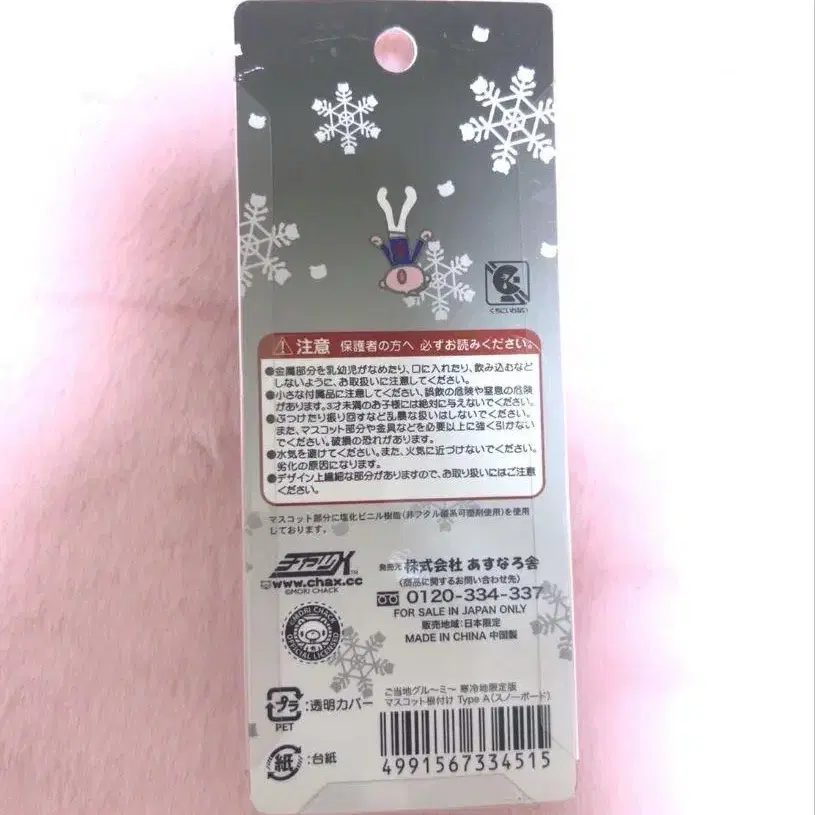 くちにいれない
注意 保護者の方へ 必ずお読みください。
●金属部分を乳幼児がなめたり、口に入れたり、飲み込むなど
しないように、お取扱いに注意してください。
●小さな付属品に注意してください、誤飲の危険や窒息の危険
があります。3才未満のお子様には絶対に与えないでください。
●ぶつけたり振り回すなど乱暴な扱いはしないでください。
また、マスコット部分や金具などを必要以上に強く引かない
でください。破損の恐れがあります。
●水気を避けてください。また、火気に近づけないでください。
劣化の原因になります。
●デザイン上繊細な部分がありますので、お取り扱いにはご注意
ください。
マスコット部分に塩化ビニル樹脂(非フタル酸系可塑剤使用)を使用
しております。
チャックスTM
www.chax.cc
©MORI CHACK
MORI CHACK
OFFICIAL LICENSED
発売元 株式会社 あすなろ舎
(商品に関するお問い合わせ先)
0120-334-337
FOR SALE IN JAPAN ONLY
販売地域:日本限定
MADE IN CHINA 中国製
プラ :透明カバー
PET
紙 :台紙
ご当地グル〜ミ〜 寒冷地限定版
マスコット根付け Type A(スノーボード)
4991567334515